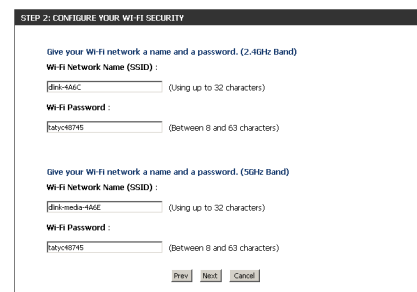 STEP 2: CONFIGURE YOUR WI-FI SECURITY
Give your Wi-Fi network a name and a password. (2.4GHz Band)
Wi-Fi Network Name (SSID) :
dlink-4A6C (Using up to 32 characters)
Wi-Fi Password :
tatyc48745 (Between 8 and 63 characters)
Give your Wi-Fi network a name and a password. (5GHz Band)
Wi-Fi Network Name (SSID) :
dlink-media-4A6E (Using up to 32 characters)
Wi-Fi Password :
tatyc48745 (Between 8 and 63 characters)
Prev Next Cancel